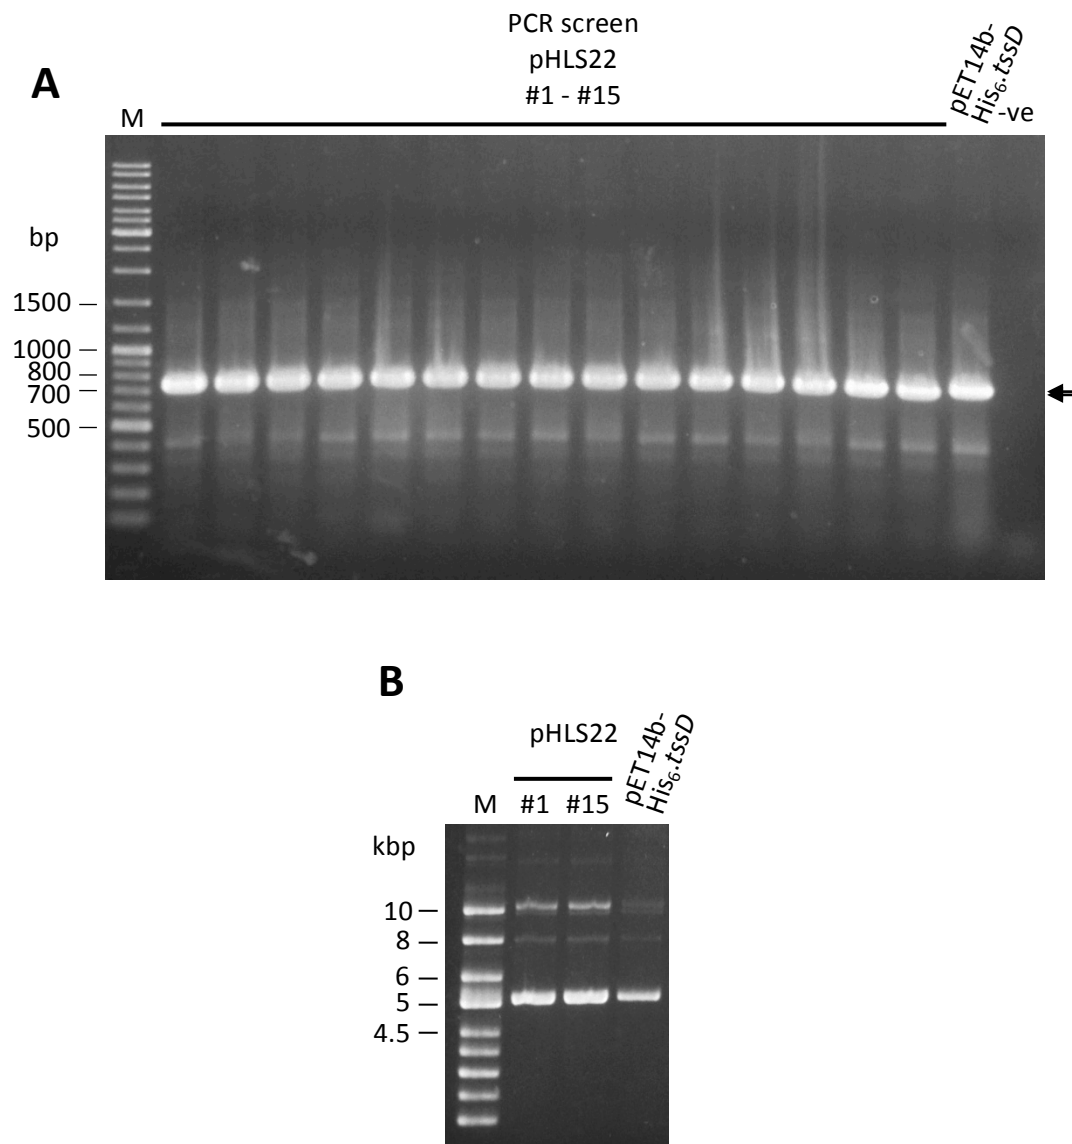 PCR screen
pHLS22
#1 - #15
A
M
pET14b-
His₆.tssD
-ve
bp
1500
1000
800
700
500
B
pHLS22
pET14b-
His₆.tssD
M #1 #15
kbp
10
8
6
5
4.5